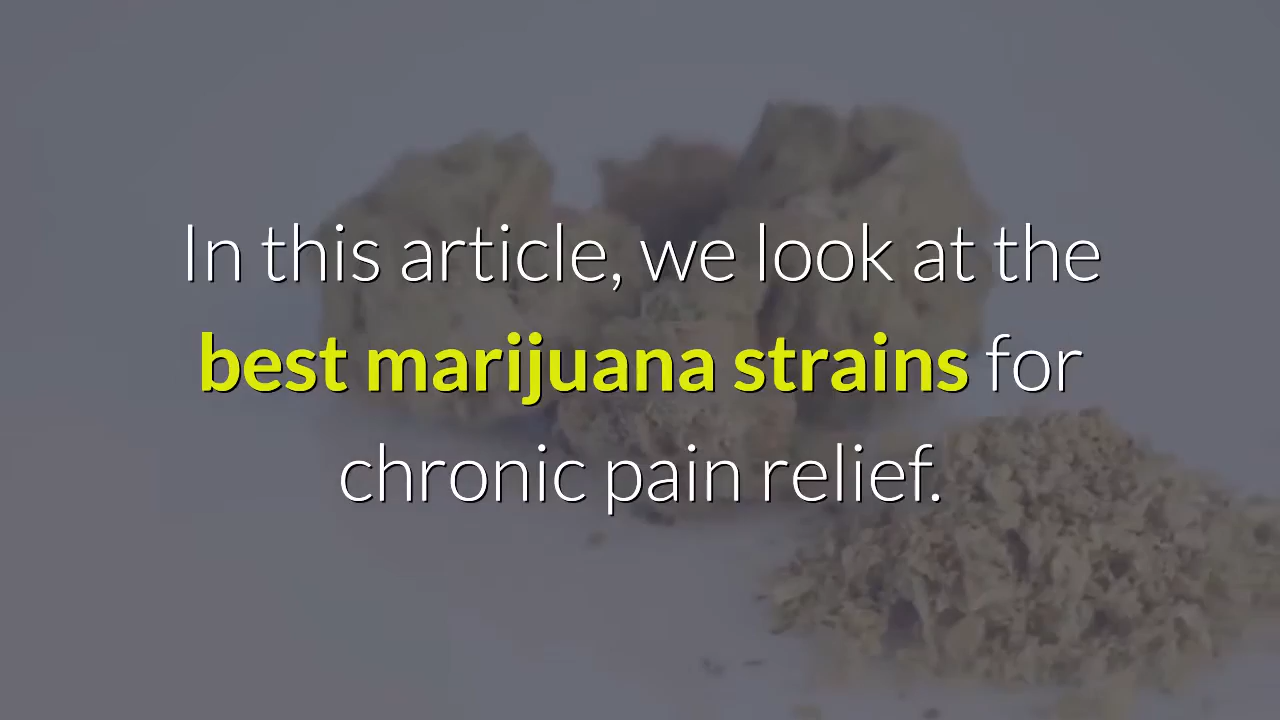 In this article, we look at the
best marijuana strains for
chronic pain relief.